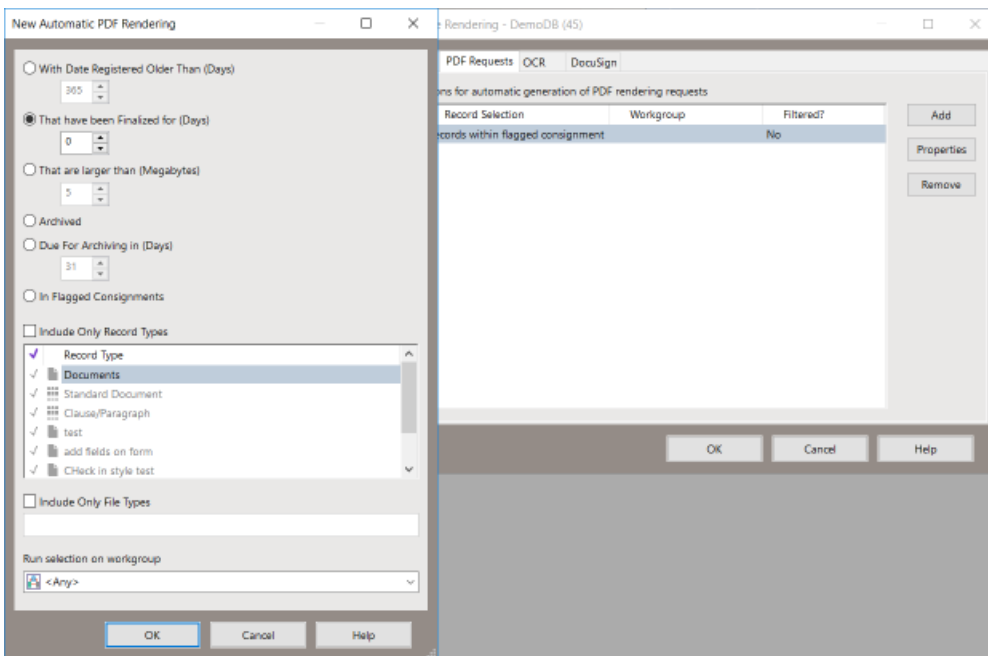 New Automatic PDF Rendering
With Date Registered Older Than (Days)
365
That have been Finalized for (Days)
0
That are larger than (Megabytes)
5
Archived
Due For Archiving in (Days)
31
In Flagged Consignments
Include Only Record Types
Record Type
Documents
Standard Document
Clause/Paragraph
test
add fields on form
CHeck in style test
Include Only File Types
Run selection on workgroup
<Any>
OK Cancel Help
Rendering - DemoDB (45)
PDF Requests OCR DocuSign
ons for automatic generation of PDF rendering requests
Record Selection Workgroup Filtered?
ecords within flagged consignment No
Add
Properties
Remove
OK Cancel Help